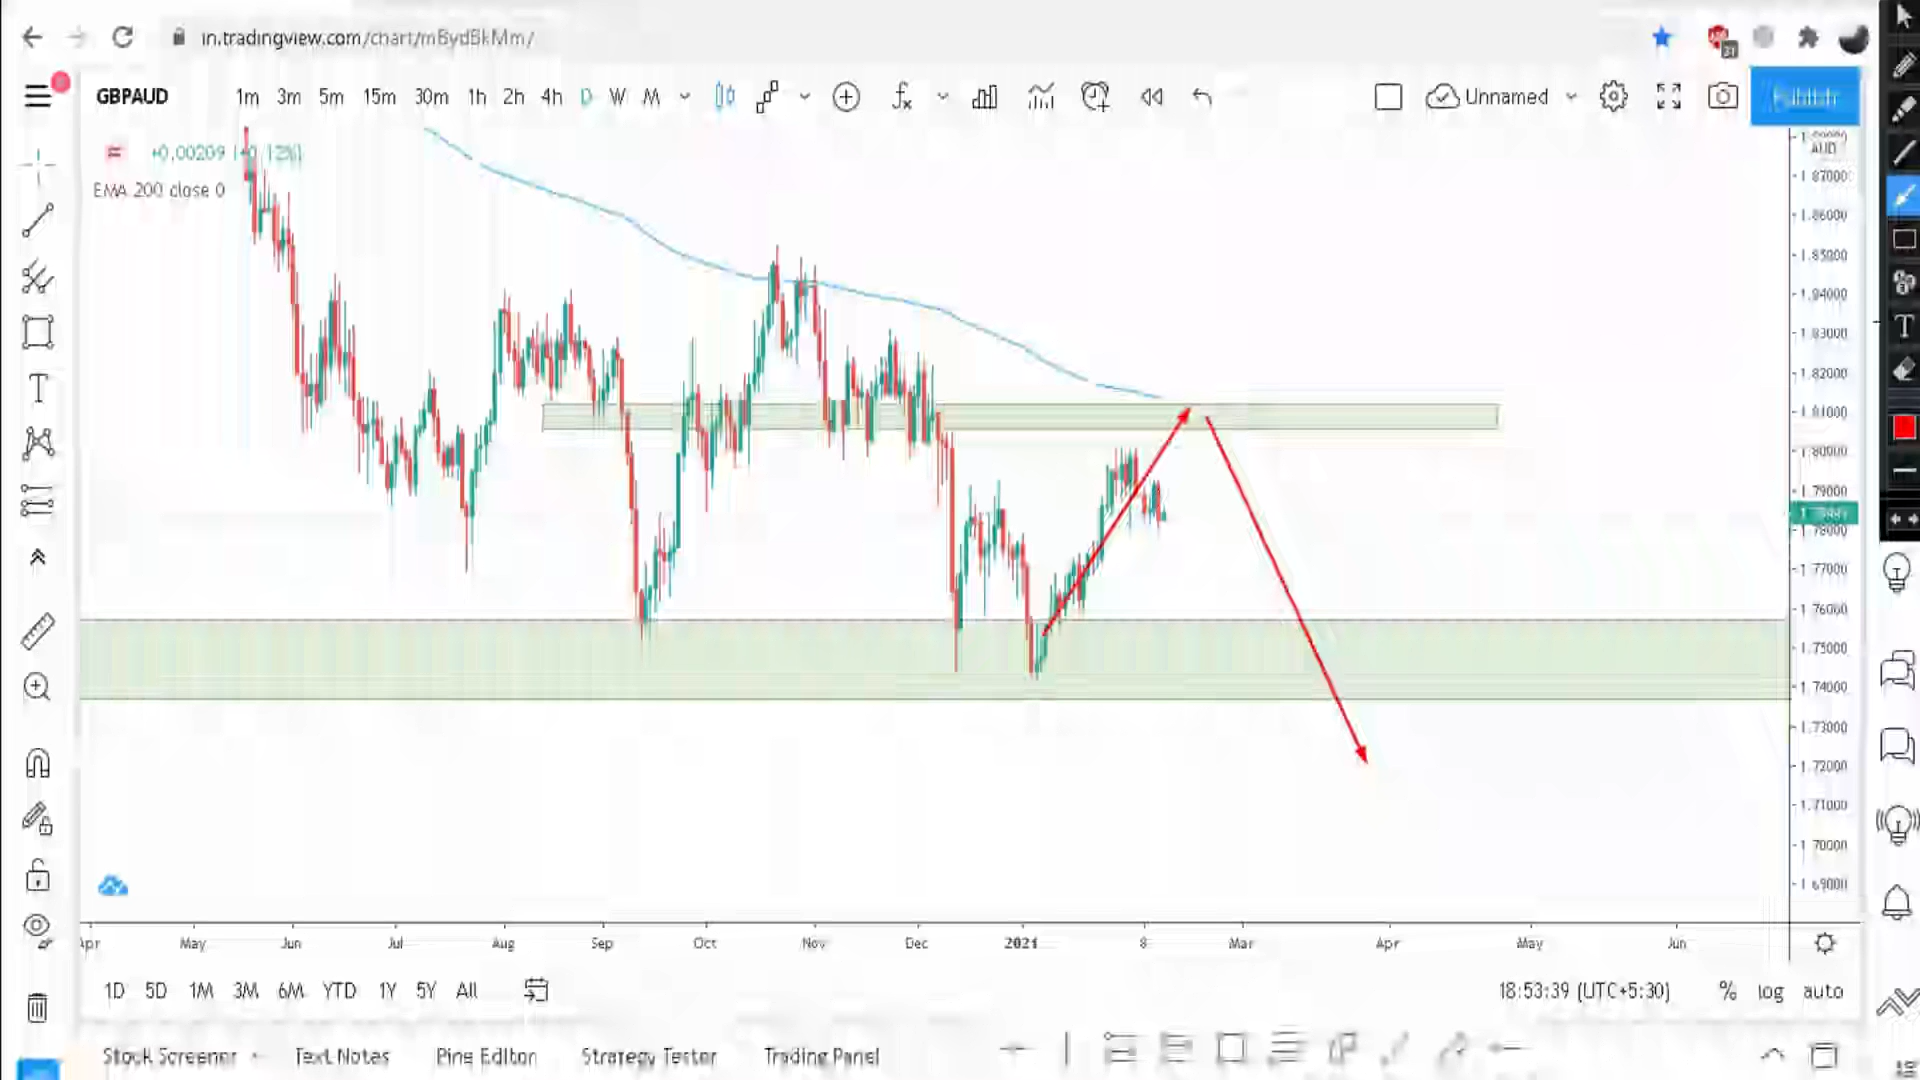 in.tradingview.com/chart/mBydBkMm/
GBPAUD 1m 3m 5m 15m 30m 1h 2h 4h D W M Unnamed Publish
AUD
EMA 200 close 0
1.87000
1.86000
1.85000
1.84000
1.83000
1.82000
1.81000
1.80000
1.79000
1.78000
1.77000
1.76000
1.75000
1.74000
1.73000
1.72000
1.71000
1.70000
1.69000
Apr May Jun Jul Aug Sep Oct Nov Dec 2021 8 Mar Apr May Jun
1D 5D 1M 3M 6M YTD 1Y 5Y All 18:53:39 (UTC+5:30) % log auto
Stock Screener Text Notes Pine Editor Strategy Tester Trading Panel